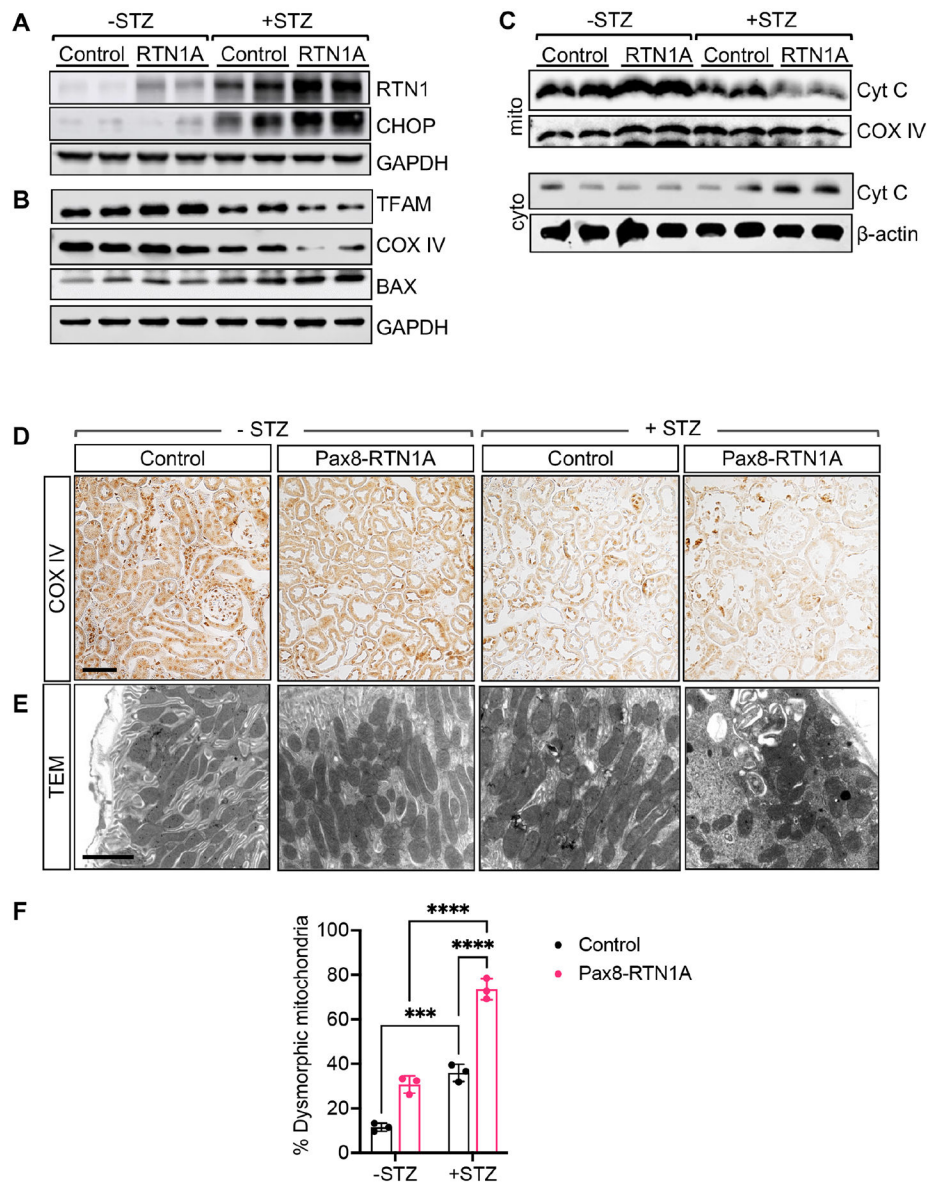 A
-STZ +STZ
Control RTN1A Control RTN1A
RTN1
CHOP
GAPDH
B
TFAM
COX IV
BAX
GAPDH
C
-STZ +STZ
Control RTN1A Control RTN1A
mito
Cyt C
COX IV
cyto
Cyt C
β-actin
D
- STZ + STZ
Control Pax8-RTN1A Control Pax8-RTN1A
COX IV
E
TEM
F
% Dysmorphic mitochondria
100
80
60
40
20
0
****
****
***
-STZ +STZ
Control
Pax8-RTN1A